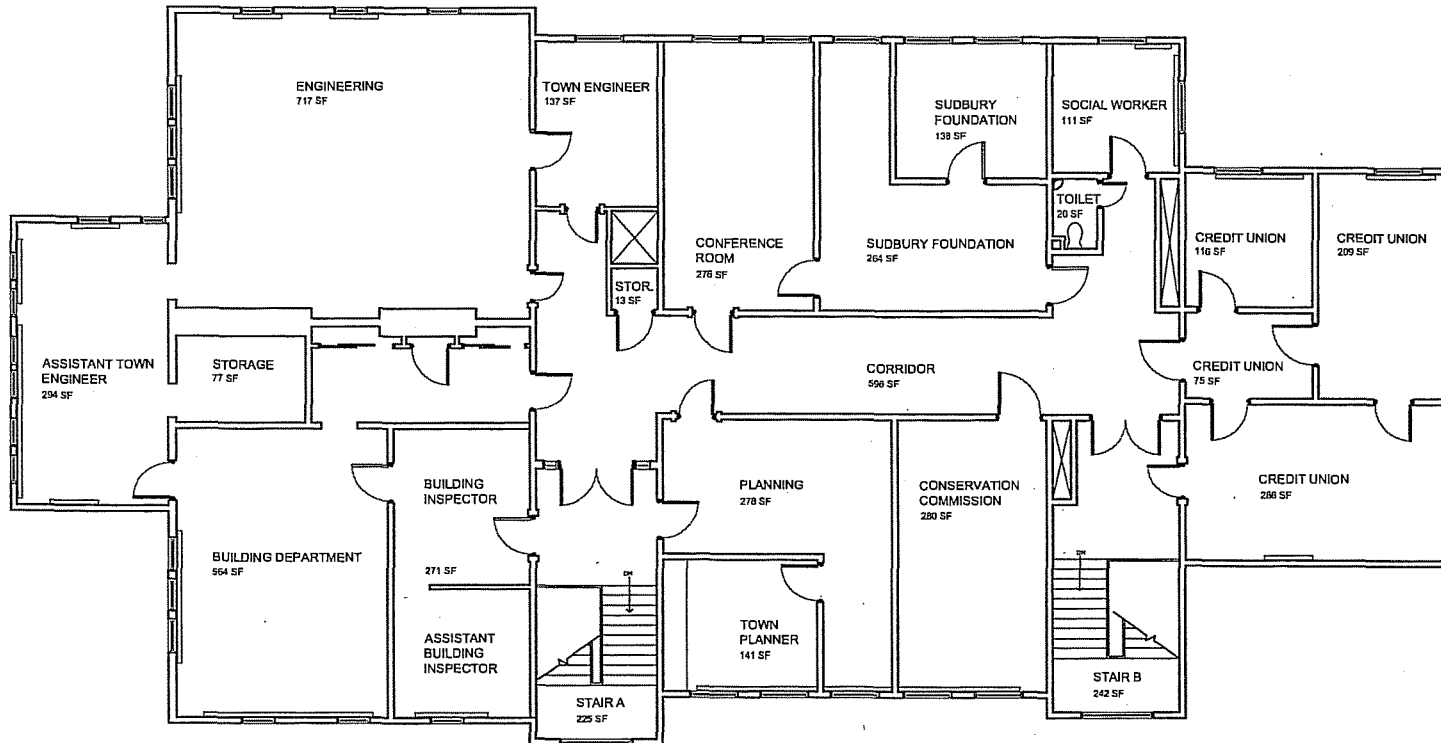 ENGINEERING
717 SF
TOWN ENGINEER
137 SF
SUDBURY
FOUNDATION
138 SF
SOCIAL WORKER
111 SF
TOILET
20 SF
CONFERENCE
ROOM
276 SF
SUDBURY FOUNDATION
264 SF
CREDIT UNION
116 SF
CREDIT UNION
209 SF
STOR.
13 SF
ASSISTANT TOWN
ENGINEER
294 SF
STORAGE
77 SF
CORRIDOR
596 SF
CREDIT UNION
75 SF
BUILDING
INSPECTOR
271 SF
PLANNING
278 SF
CONSERVATION
COMMISSION
280 SF
CREDIT UNION
286 SF
BUILDING DEPARTMENT
564 SF
DN
DN
ASSISTANT
BUILDING
INSPECTOR
TOWN
PLANNER
141 SF
STAIR A
225 SF
STAIR B
242 SF